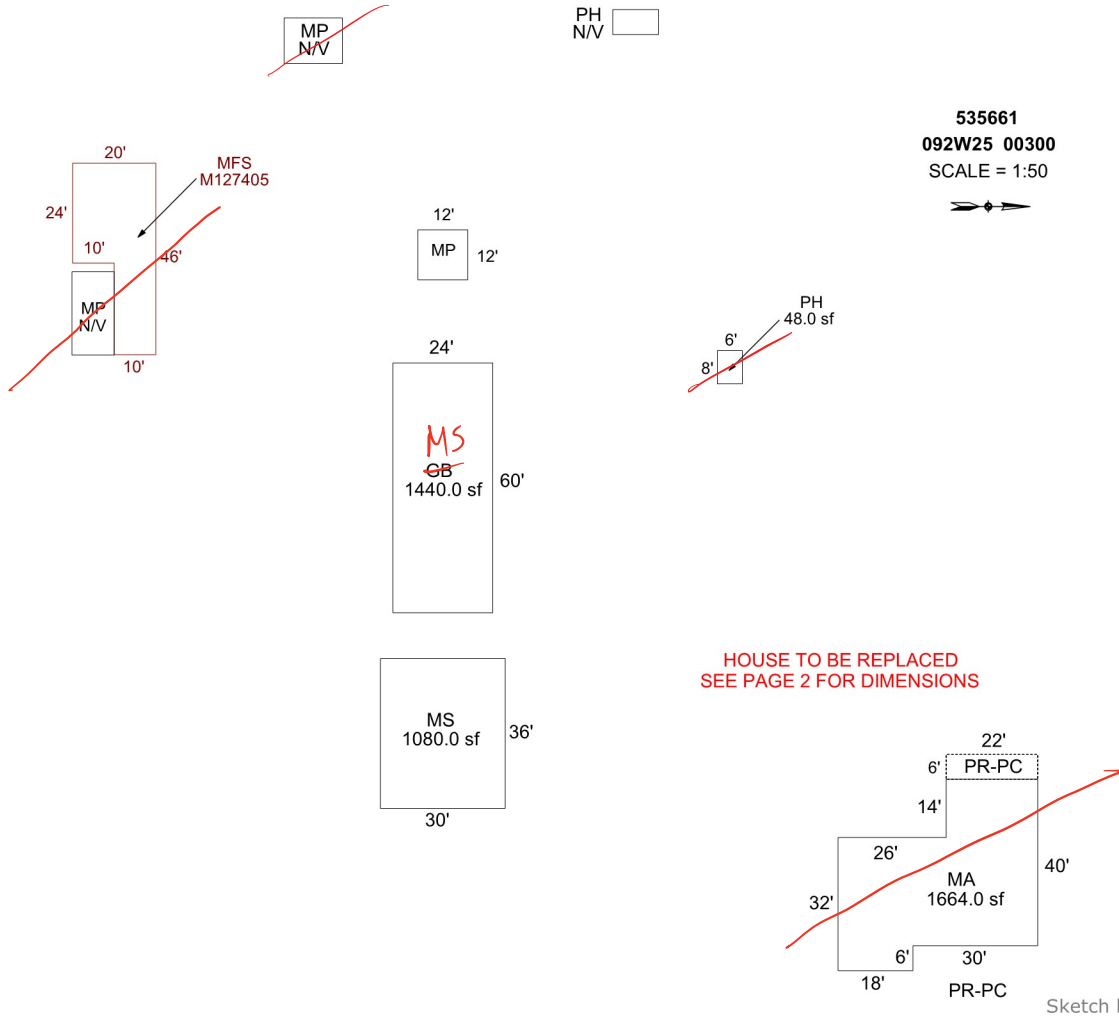 MP
N/V
PH
N/V
535661
092W25 00300
SCALE = 1:50
20'
MFS
M127405
24'
10'
46'
MP
N/V
10'
12'
MP
12'
PH
48.0 sf
6'
8'
24'
MS
GB
1440.0 sf
60'
HOUSE TO BE REPLACED
SEE PAGE 2 FOR DIMENSIONS
MS
1080.0 sf
36'
30'
22'
6'
PR-PC
14'
26'
40'
MA
1664.0 sf
32'
6'
30'
18'
PR-PC
Sketch